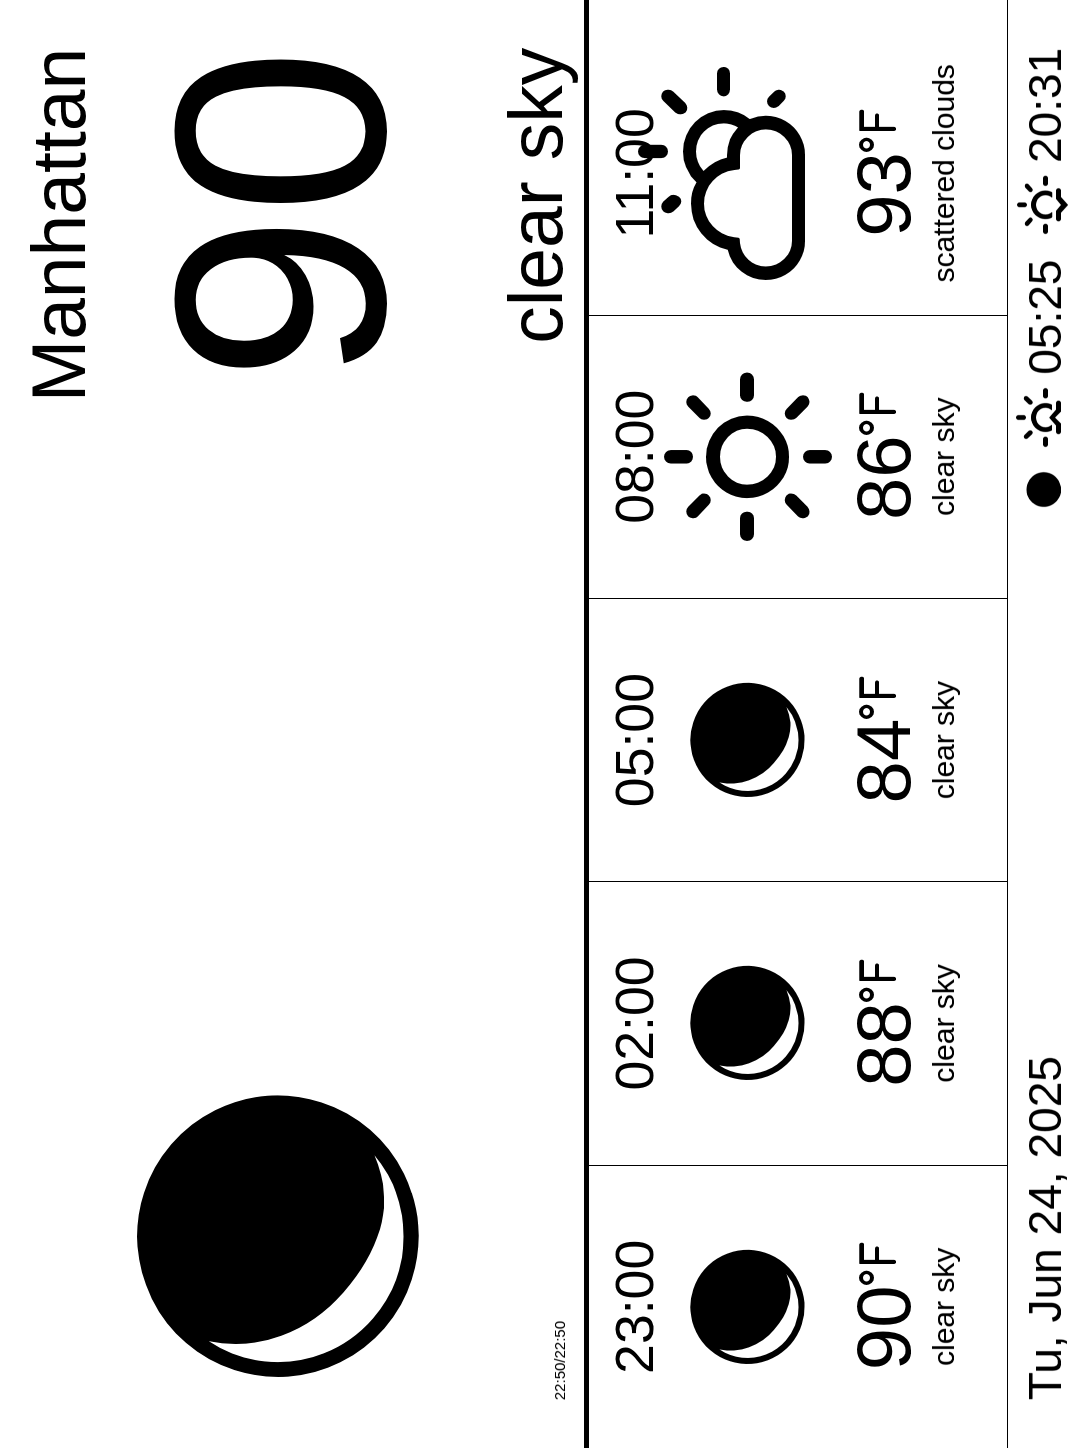 Manhattan
90
clear sky
22:50/22:50
23:00
90°F
clear sky
02:00
88°F
clear sky
05:00
84°F
clear sky
08:00
86°F
clear sky
11:00
93°F
scattered clouds
Tu, Jun 24, 2025
05:25
20:31